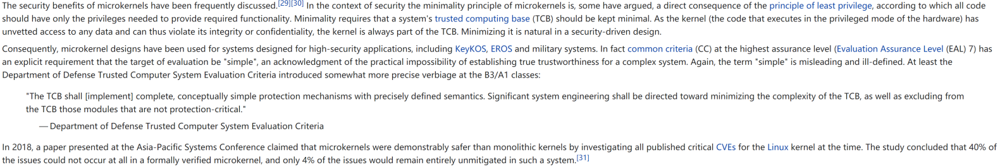 The security benefits of microkernels have been frequently discussed.[29][30] In the context of security the minimality principle of microkernels is, some have argued, a direct consequence of the principle of least privilege, according to which all code
should have only the privileges needed to provide required functionality. Minimality requires that a system's trusted computing base (TCB) should be kept minimal. As the kernel (the code that executes in the privileged mode of the hardware) has
unvetted access to any data and can thus violate its integrity or confidentiality, the kernel is always part of the TCB. Minimizing it is natural in a security-driven design.
Consequently, microkernel designs have been used for systems designed for high-security applications, including KeyKOS, EROS and military systems. In fact common criteria (CC) at the highest assurance level (Evaluation Assurance Level (EAL) 7) has
an explicit requirement that the target of evaluation be "simple", an acknowledgment of the practical impossibility of establishing true trustworthiness for a complex system. Again, the term "simple" is misleading and ill-defined. At least the
Department of Defense Trusted Computer System Evaluation Criteria introduced somewhat more precise verbiage at the B3/A1 classes:
"The TCB shall [implement] complete, conceptually simple protection mechanisms with precisely defined semantics. Significant system engineering shall be directed toward minimizing the complexity of the TCB, as well as excluding from
the TCB those modules that are not protection-critical."
— Department of Defense Trusted Computer System Evaluation Criteria
In 2018, a paper presented at the Asia-Pacific Systems Conference claimed that microkernels were demonstrably safer than monolithic kernels by investigating all published critical CVEs for the Linux kernel at the time. The study concluded that 40% of
the issues could not occur at all in a formally verified microkernel, and only 4% of the issues would remain entirely unmitigated in such a system.[31]